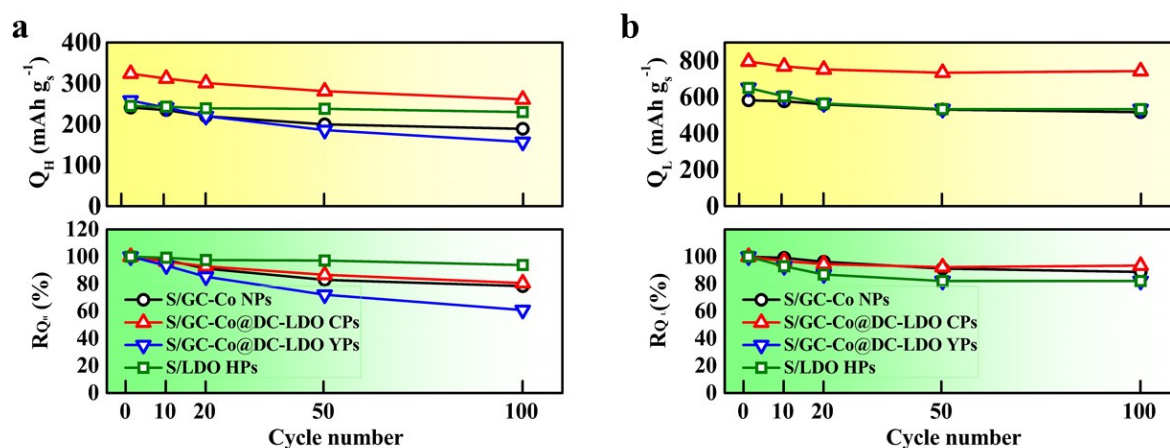 a
Q_H (mAh g_s⁻¹)
400
300
200
100
0
R_QH (%)
120
100
80
60
40
20
0
S/GC-Co NPs
S/GC-Co@DC-LDO CPs
S/GC-Co@DC-LDO YPs
S/LDO HPs
0 10 20 50 100
Cycle number
b
Q_L (mAh g_s⁻¹)
800
600
400
200
0
R_Q (%)
120
100
80
60
40
20
0
S/GC-Co NPs
S/GC-Co@DC-LDO CPs
S/GC-Co@DC-LDO YPs
S/LDO HPs
0 10 20 50 100
Cycle number